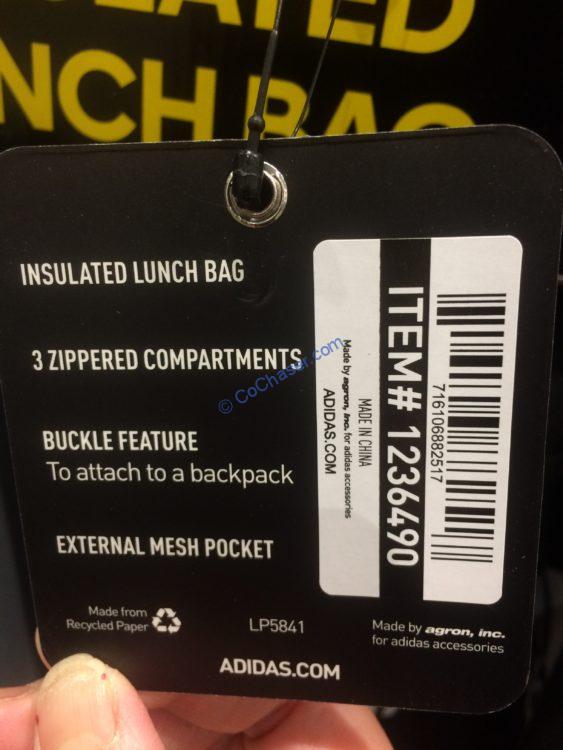 ULATED
NCH BAG
INSULATED LUNCH BAG
3 ZIPPERED COMPARTMENTS
BUCKLE FEATURE
To attach to a backpack
EXTERNAL MESH POCKET
Made from
Recycled Paper
LP5841
Made by agron, inc.
for adidas accessories
ADIDAS.COM
716106882517
ITEM# 1236490
MADE IN CHINA
Made by agron, inc. for adidas accessories
ADIDAS.COM
© CoChaser.com